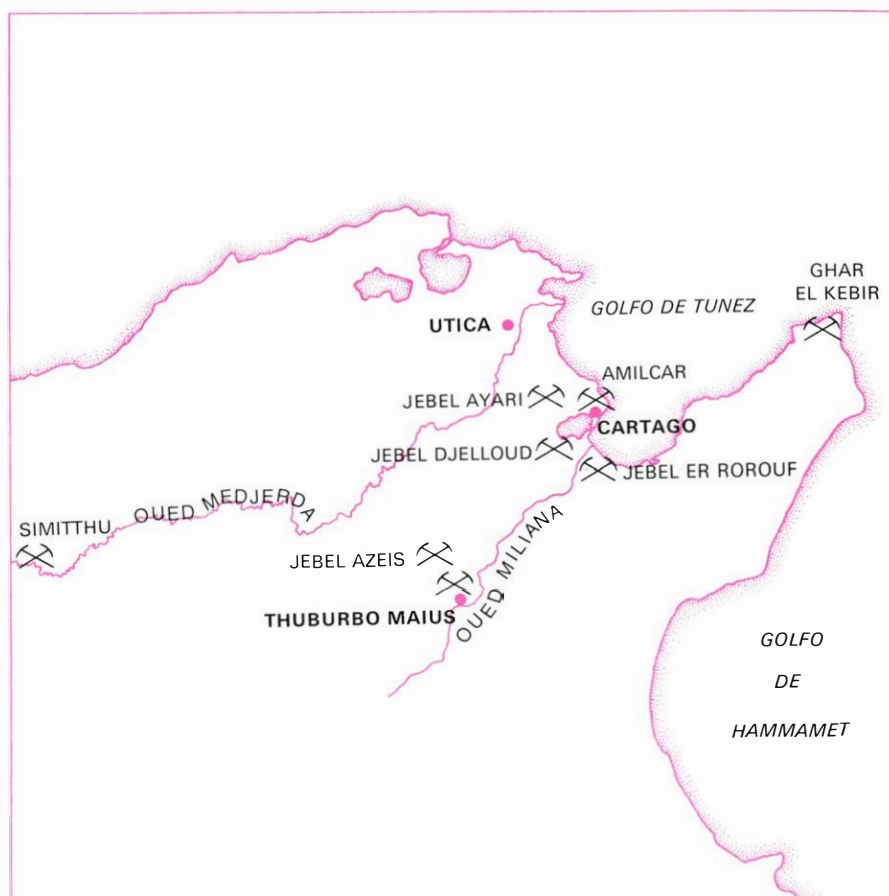 GHAR
EL KEBIR
GOLFO DE TUNEZ
UTICA
AMILCAR
JEBEL AYARI
CARTAGO
JEBEL DJELLOUD
JEBEL ER ROROUF
OUED MEDJERDA
SIMITTHU
OUED MILIANA
JEBEL AZEIS
THUBURBO MAIUS
GOLFO
DE
HAMMAMET